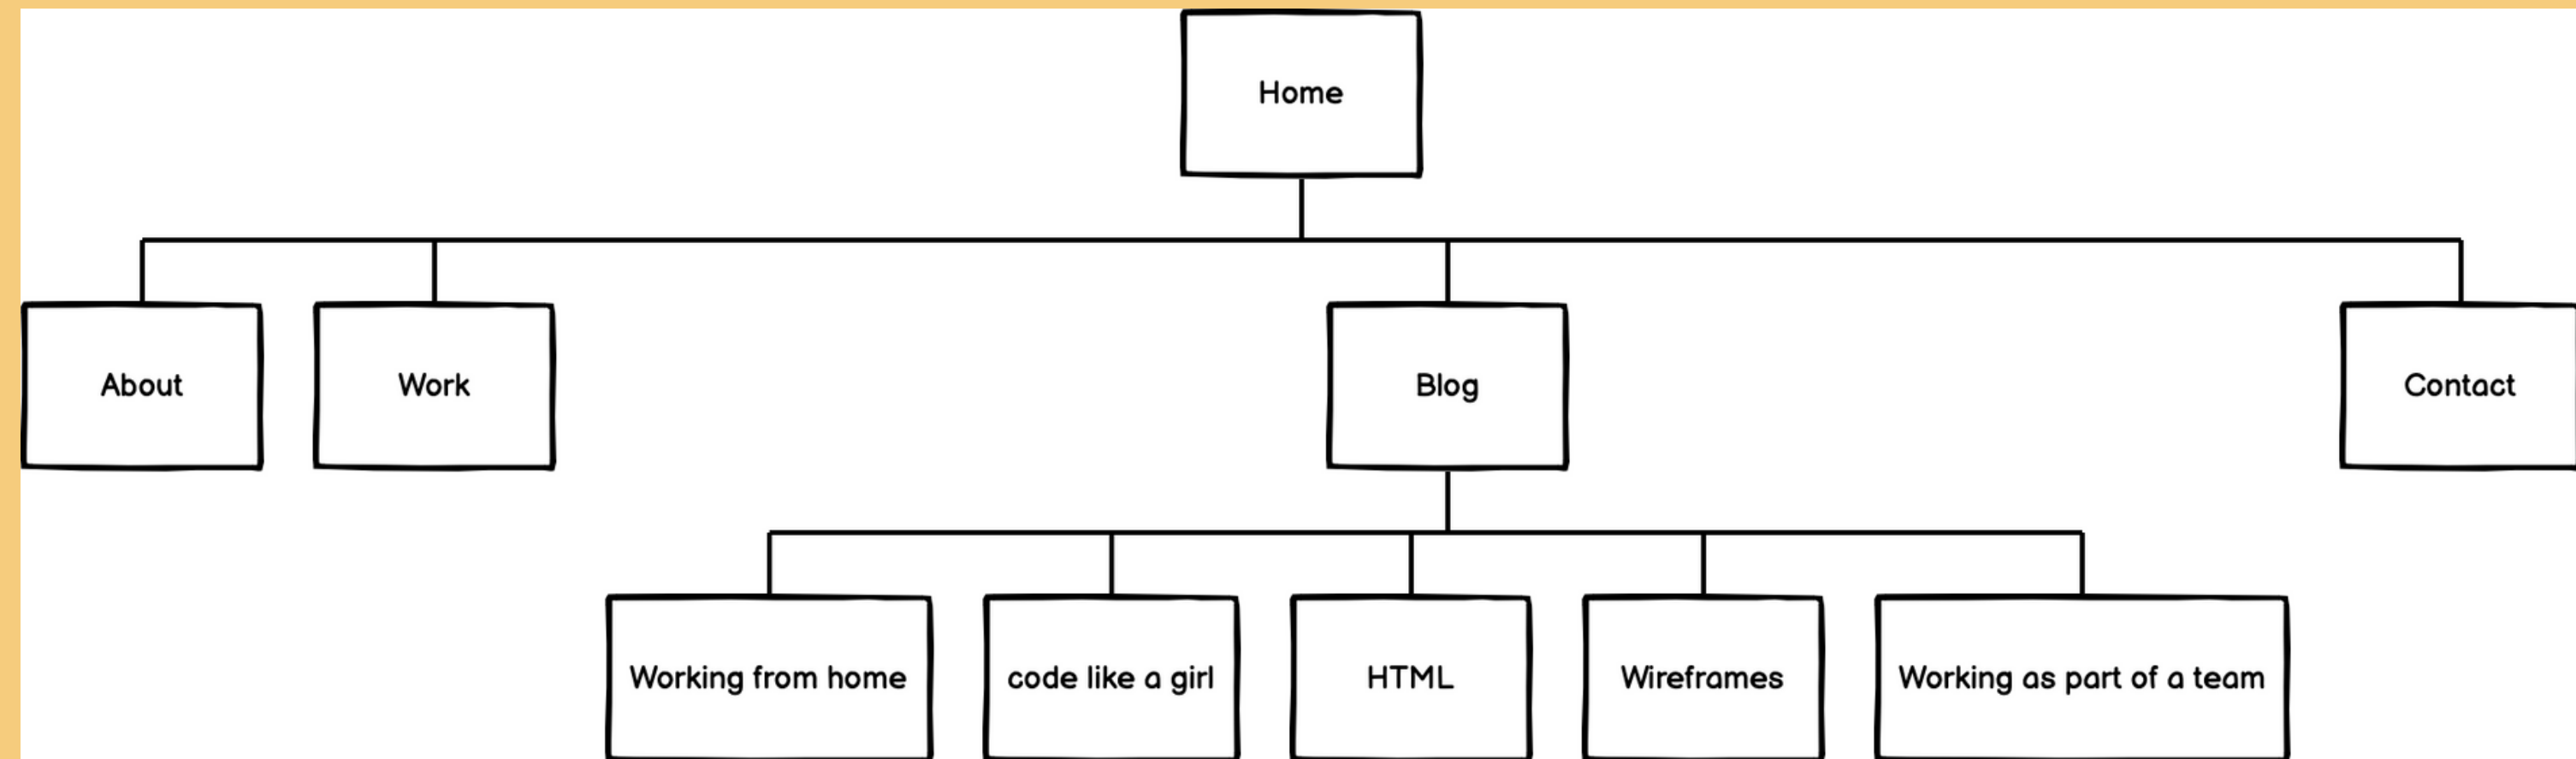 Home
About
Work
Blog
Contact
Working from home
code like a girl
HTML
Wireframes
Working as part of a team